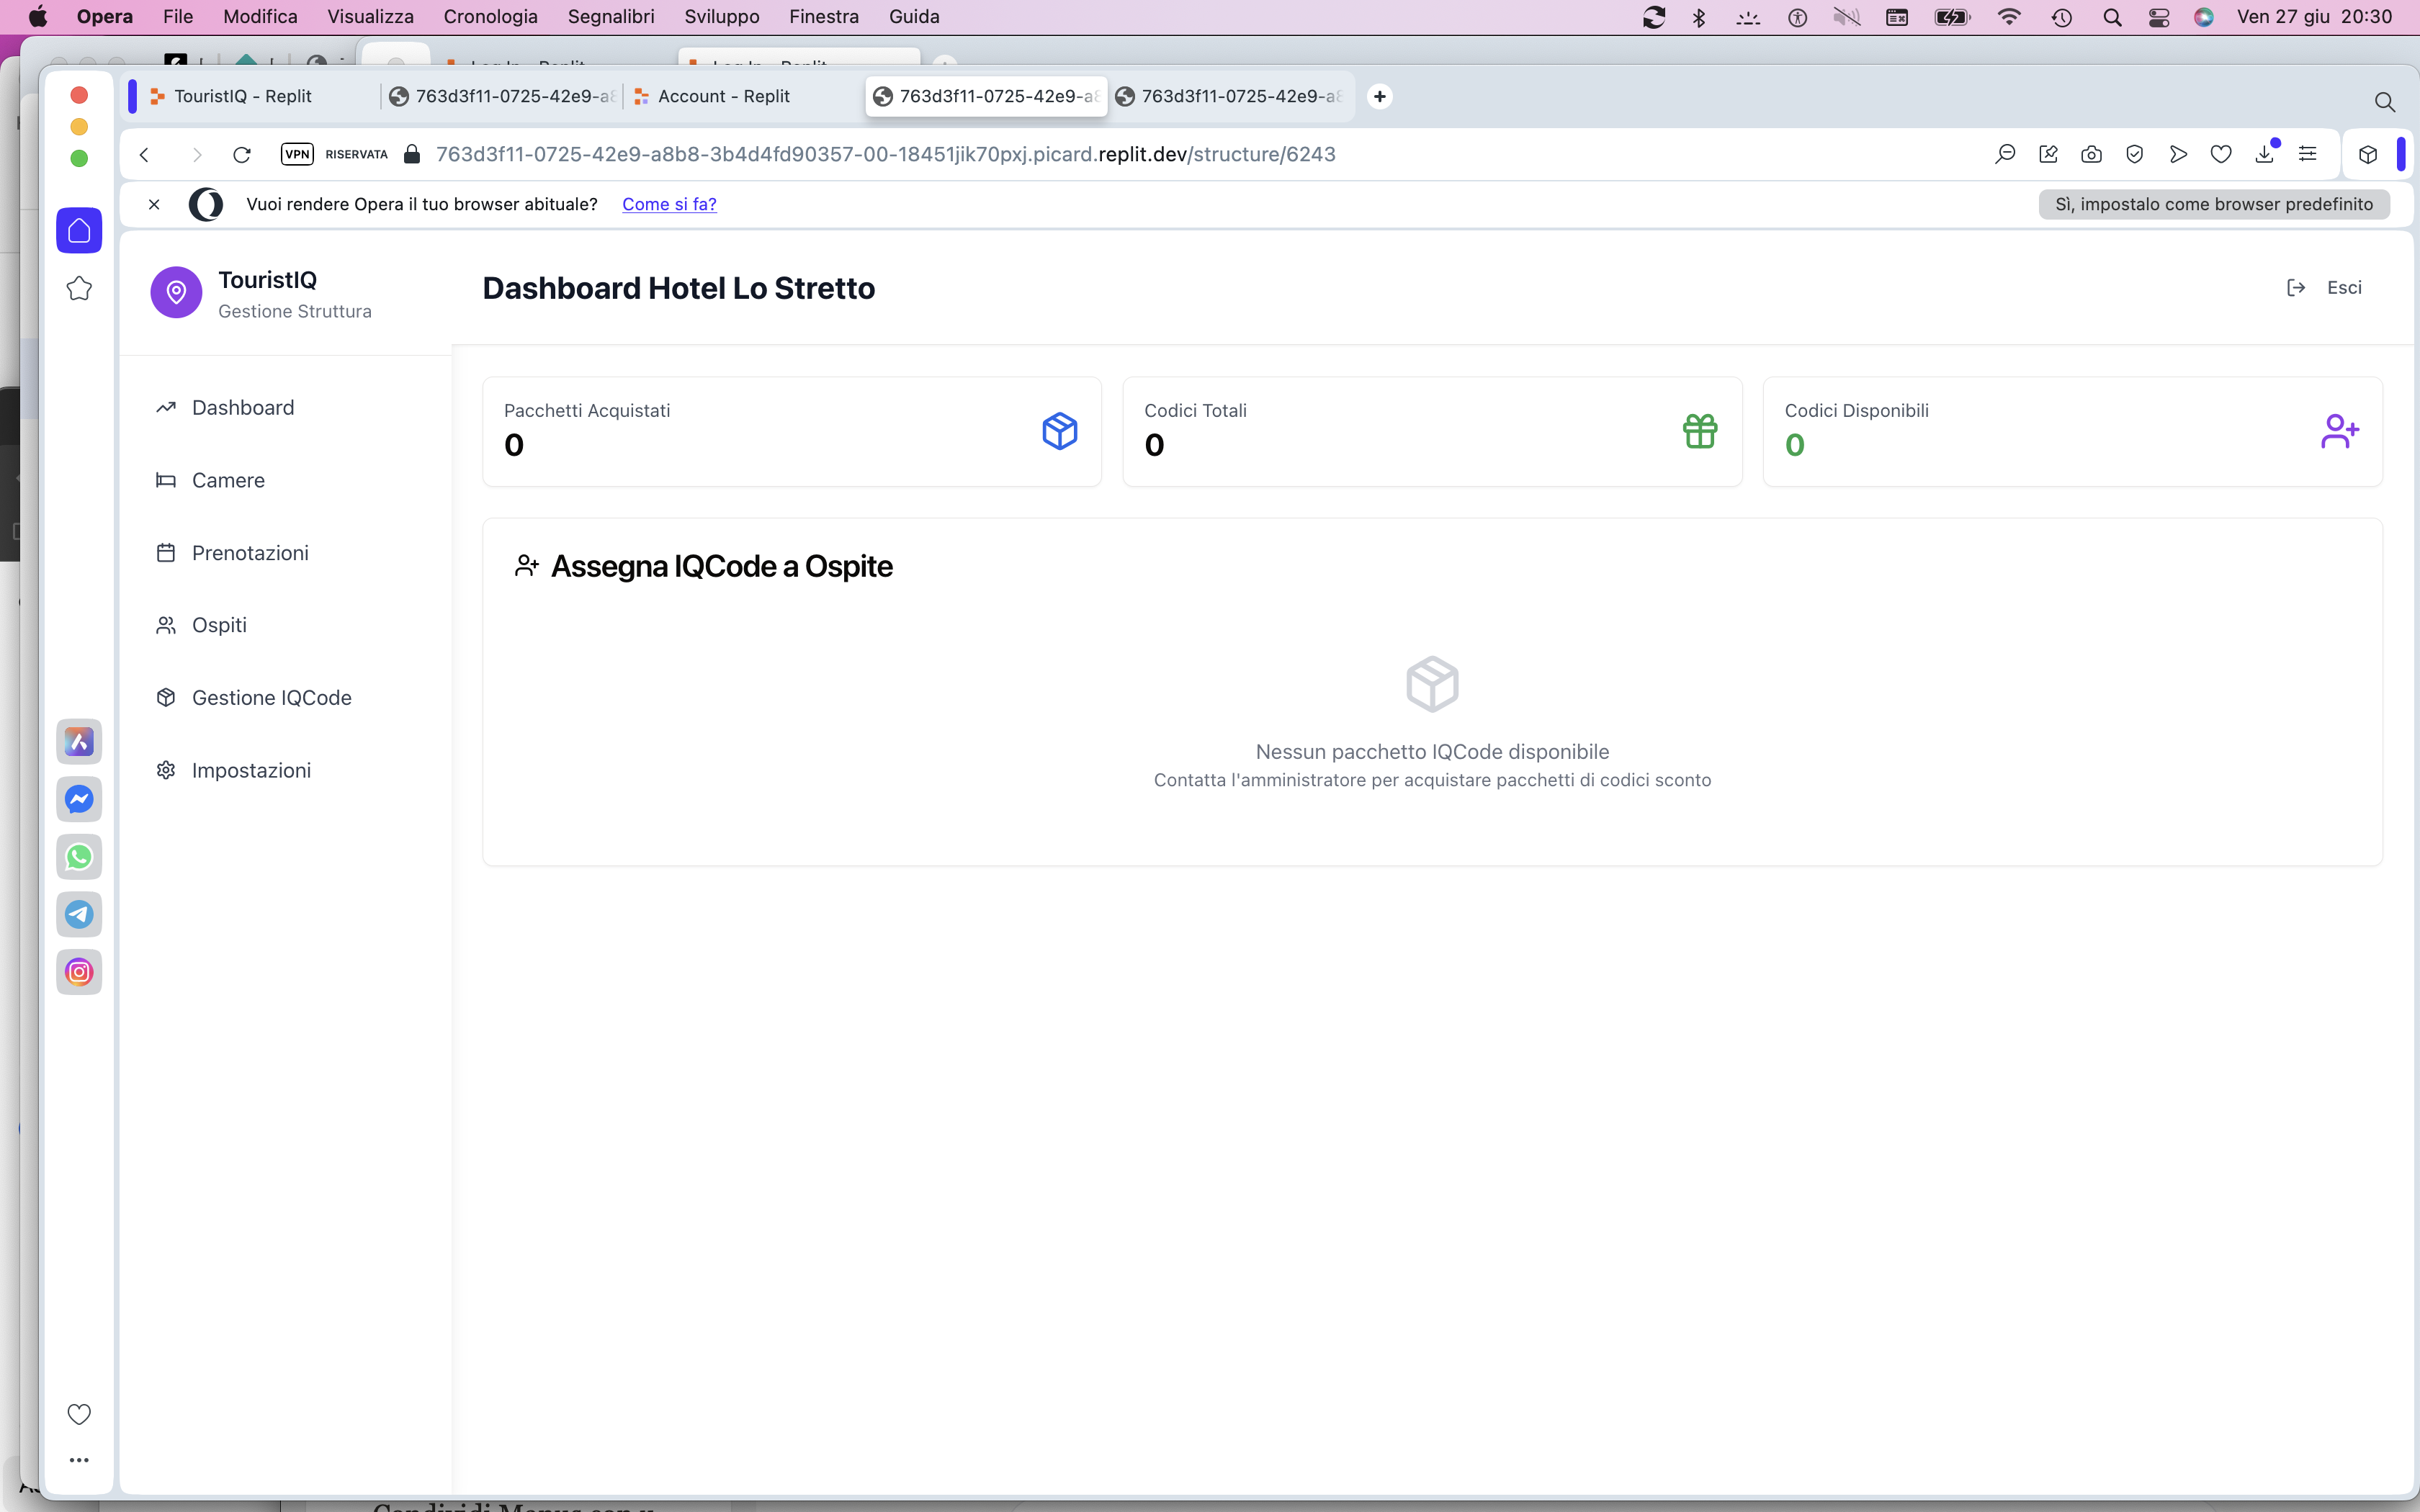 Opera File Modifica Visualizza Cronologia Segnalibri Sviluppo Finestra Guida Ven 27 giu 20:30
TouristIQ - Replit 763d3f11-0725-42e9-a8 Account - Replit 763d3f11-0725-42e9-a8 763d3f11-0725-42e9-a8
VPN RISERVATA 763d3f11-0725-42e9-a8b8-3b4d4fd90357-00-18451jik70pxj.picard.replit.dev/structure/6243
Vuoi rendere Opera il tuo browser abituale? Come si fa? Sì, impostalo come browser predefinito
TouristIQ
Gestione Struttura
Dashboard Hotel Lo Stretto
Esci
Dashboard
Camere
Prenotazioni
Ospiti
Gestione IQCode
Impostazioni
Pacchetti Acquistati
0
Codici Totali
0
Codici Disponibili
0
Assegna IQCode a Ospite
Nessun pacchetto IQCode disponibile
Contatta l'amministratore per acquistare pacchetti di codici sconto